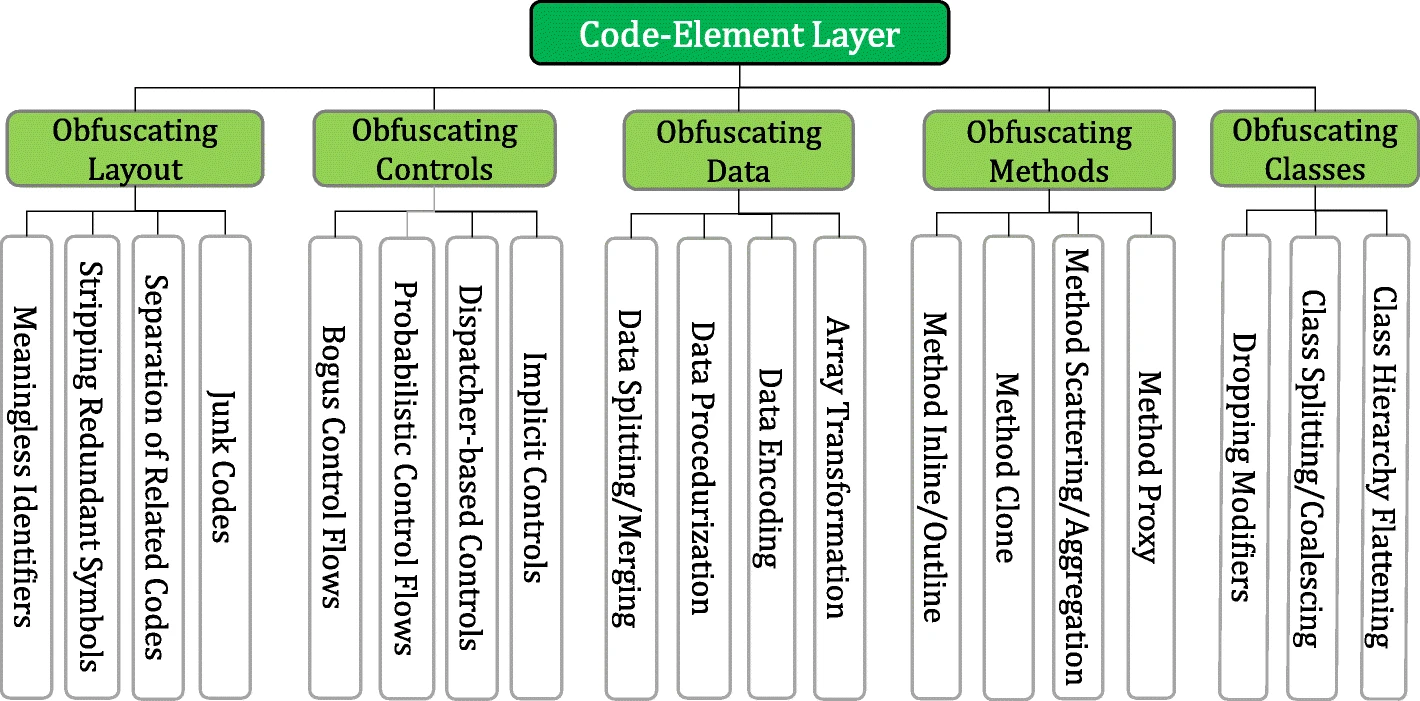 Code-Element Layer
Obfuscating
Layout
Obfuscating
Controls
Obfuscating
Data
Obfuscating
Methods
Obfuscating
Classes
Meaningless Identifiers
Stripping Redundant Symbols
Separation of Related Codes
Junk Codes
Bogus Control Flows
Probabilistic Control Flows
Dispatcher-based Controls
Implicit Controls
Data Splitting/Merging
Data Procedurization
Data Encoding
Array Transformation
Method Inline/Outline
Method Clone
Method Scattering/Aggregation
Method Proxy
Dropping Modifiers
Class Splitting/Coalescing
Class Hierarchy Flattening